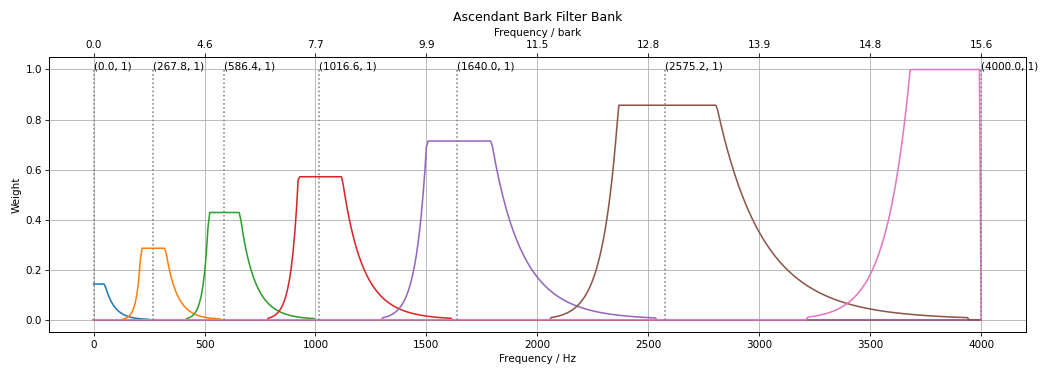 Ascendant Bark Filter Bank
Frequency / bark
0.0 4.6 7.7 9.9 11.5 12.8 13.9 14.8 15.6
(0.0, 1) (267.8, 1) (586.4, 1) (1016.6, 1) (1640.0, 1) (2575.2, 1) (4000.0, 1)
1.0
0.8
0.6
0.4
0.2
0.0
Weight
0 500 1000 1500 2000 2500 3000 3500 4000
Frequency / Hz